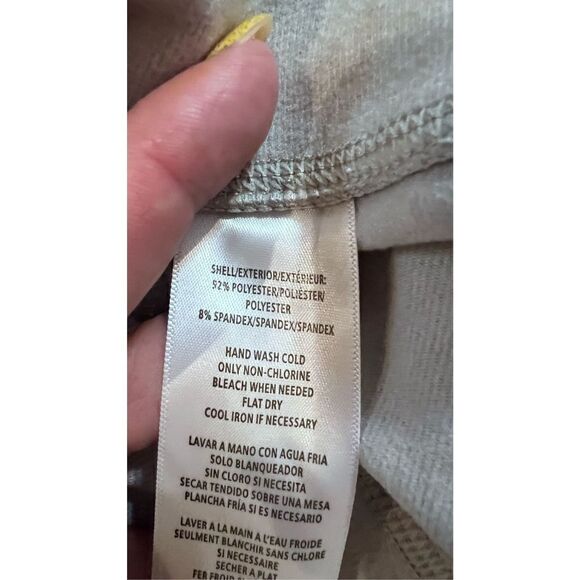 SHELL/EXTERIOR/EXTÉRIEUR:
92% POLYESTER/POLIÉSTER/
POLYESTER
8% SPANDEX/SPANDEX/SPANDEX
HAND WASH COLD
ONLY NON-CHLORINE
BLEACH WHEN NEEDED
FLAT DRY
COOL IRON IF NECESSARY
LAVAR A MANO CON AGUA FRIA
SOLO BLANQUEADOR
SIN CLORO SI NECESITA
SECAR TENDIDO SOBRE UNA MESA
PLANCHA FRÍA SI ES NECESARIO
LAVER A LA MAIN A L'EAU FROIDE
SEULMENT BLANCHIR SANS CHLORE
SI NECESSAIRE
SECHER A PLAT
FER FROID SI